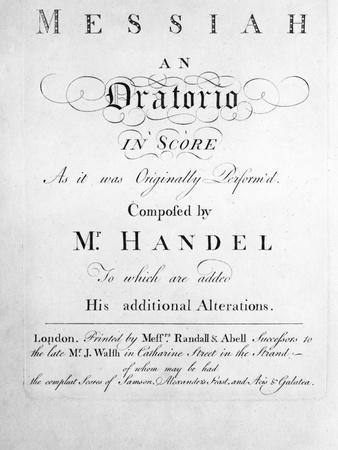 MESSIAH
AN
Oratorio
IN SCORE
As it was Originally Perform'd.
Composed by
Mr. HANDEL
To which are added
His additional Alterations.
London. Printed by Messrs. Randall & Abell Successors to
the late Mr. J. Walsh in Catharine Street in the Strand
of whom may be had
the compleat Scores of Samson, Alexanders Feast, and Acis & Galatea.